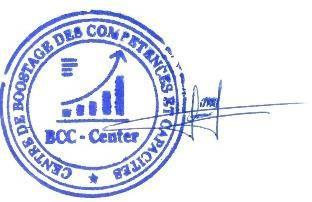 CENTRE DE BOOSTAGE DES COMPETENCES ET CAPACITES
BCC - Center